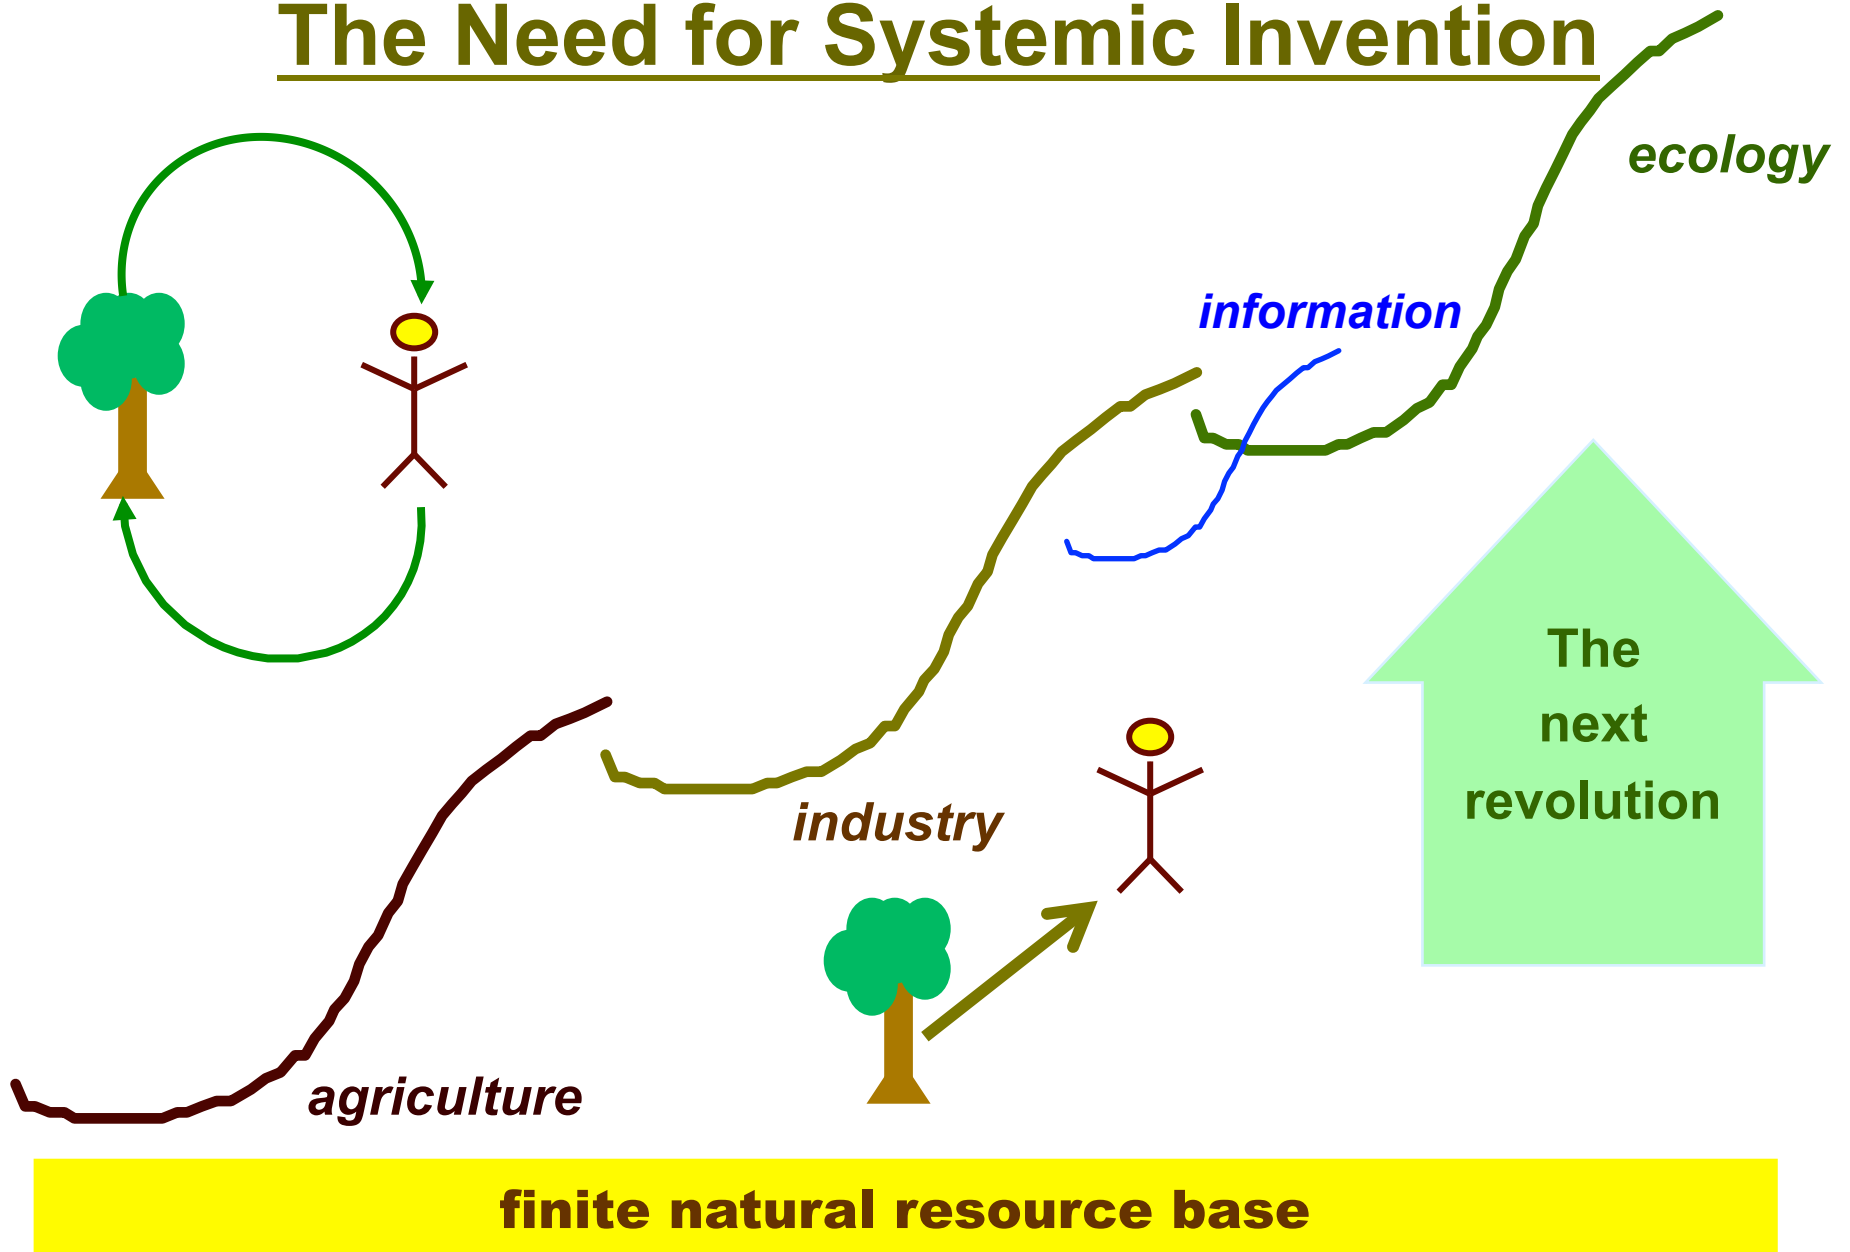 The Need for Systemic Invention
ecology
information
The
next
revolution
industry
agriculture
finite natural resource base